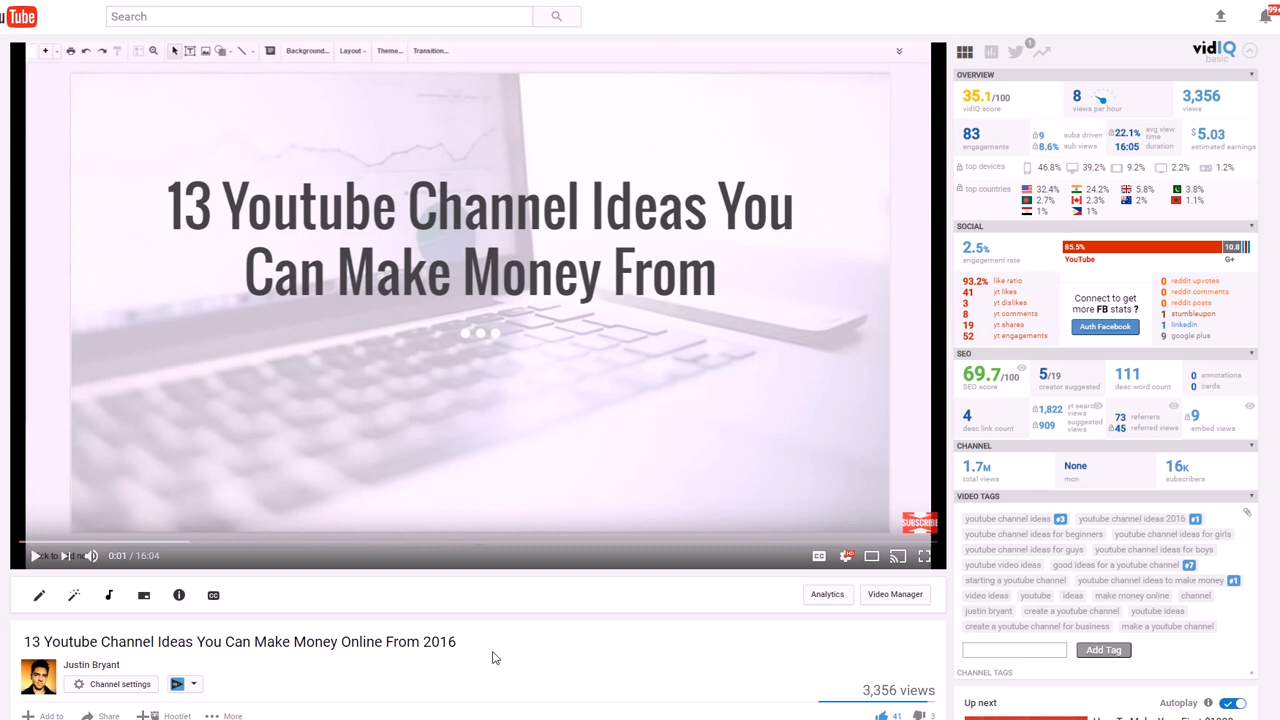 YouTube
Search
99+
Background...
Layout
Theme...
Transition...
13 Youtube Channel Ideas You
Can Make Money From
SUBSCRIBE
0:01 / 16:04
CC
HD
Analytics
Video Manager
13 Youtube Channel Ideas You Can Make Money Online From 2016
Justin Bryant
Channel settings
3,356 views
Add to
Share
Hootlet
More
41
3
1
vidIQ
basic
OVERVIEW
35.1/100
vidIQ score
8
views per hour
3,356
views
83
engagements
9 subs driven
8.6% sub views
22.1% avg view time
16:05 duration
$5.03
estimated earnings
top devices 46.8% 39.2% 9.2% 2.2% 1.2%
top countries 32.4% 24.2% 5.8% 3.8%
2.7% 2.3% 2% 1.1%
1% 1%
SOCIAL
2.5%
engagement rate
85.5% 10.8
YouTube G+
93.2% like ratio
41 yt likes
3 yt dislikes
8 yt comments
19 yt shares
52 yt engagements
Connect to get
more FB stats ?
Auth Facebook
0 reddit upvotes
0 reddit comments
0 reddit posts
1 stumbleupon
1 linkedin
9 google plus
SEO
69.7/100
SEO score
5/19
creator suggested
111
desc word count
0 annotations
0 cards
4
desc link count
1,822 yt search views
909 suggested views
73 referrers
45 referred views
9
embed views
CHANNEL
1.7M
total views
None
mcn
16K
subscribers
VIDEO TAGS
youtube channel ideas #3 youtube channel ideas 2016 #1
youtube channel ideas for beginners youtube channel ideas for girls
youtube channel ideas for guys youtube channel ideas for boys
youtube video ideas good ideas for a youtube channel #7
starting a youtube channel youtube channel ideas to make money #1
video ideas youtube ideas make money online channel
justin bryant create a youtube channel youtube ideas
create a youtube channel for business make a youtube channel
Add Tag
CHANNEL TAGS
Up next
Autoplay